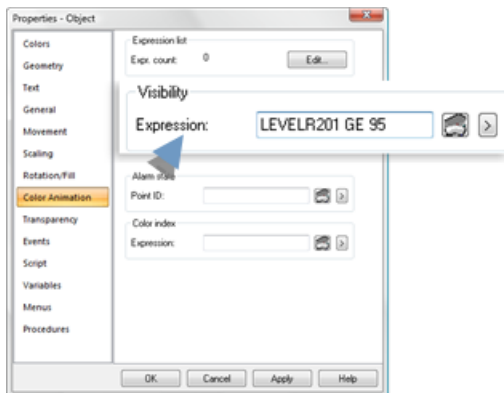 Properties - Object
Colors
Geometry
Text
General
Movement
Scaling
Rotation/Fill
Color Animation
Transparency
Events
Script
Variables
Menus
Procedures
Expression list
Expr. count: 0 Edit...
Visibility
Expression: LEVELR201 GE 95
Alarm state
Point ID:
Color index
Expression:
OK Cancel Apply Help